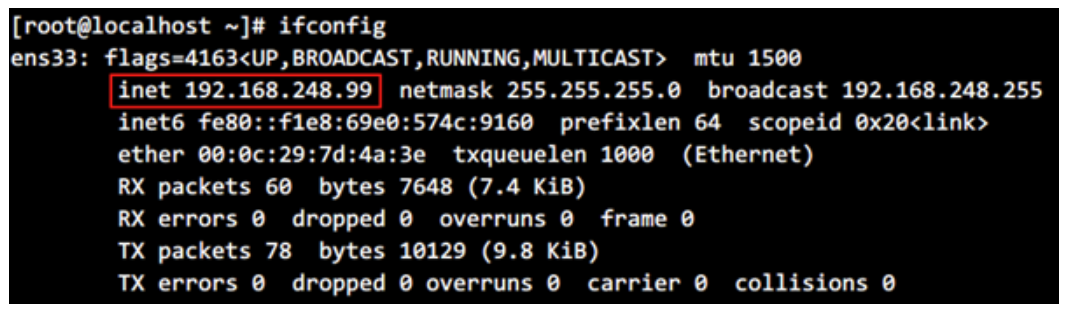 [root@localhost ~]# ifconfig
ens33: flags=4163<UP,BROADCAST,RUNNING,MULTICAST>  mtu 1500
        inet 192.168.248.99  netmask 255.255.255.0  broadcast 192.168.248.255
        inet6 fe80::f1e8:69e0:574c:9160  prefixlen 64  scopeid 0x20<link>
        ether 00:0c:29:7d:4a:3e  txqueuelen 1000  (Ethernet)
        RX packets 60  bytes 7648 (7.4 KiB)
        RX errors 0  dropped 0  overruns 0  frame 0
        TX packets 78  bytes 10129 (9.8 KiB)
        TX errors 0  dropped 0 overruns 0  carrier 0  collisions 0